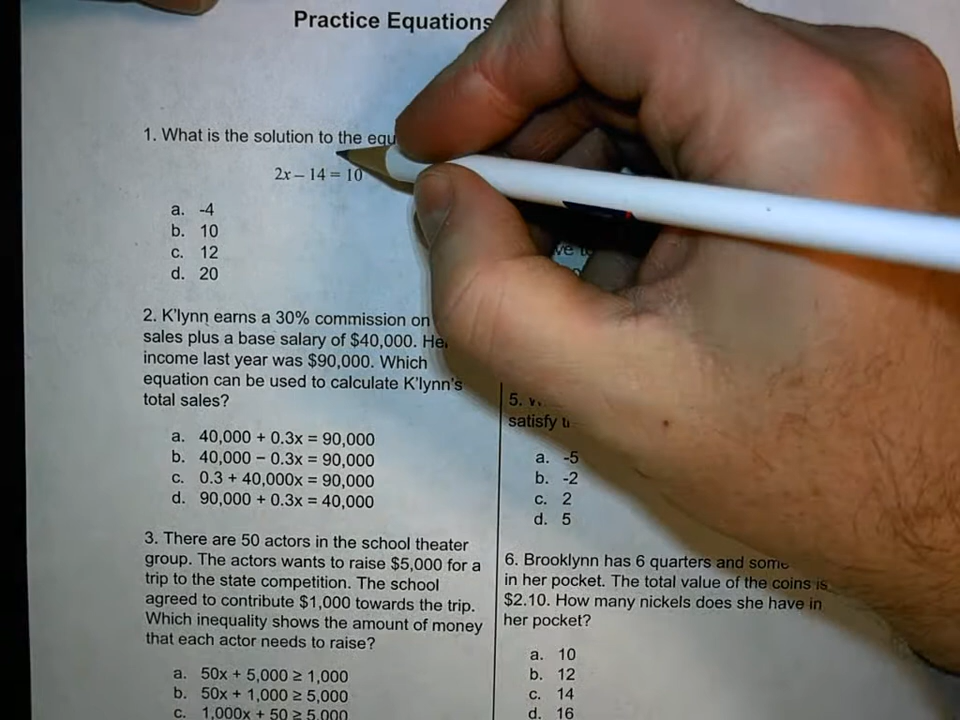 Practice Equations
1. What is the solution to the equ
2x – 14 = 10
a. -4
b. 10
c. 12
d. 20
2. K'lynn earns a 30% commission on
sales plus a base salary of $40,000. He
income last year was $90,000. Which
equation can be used to calculate K'lynn's
total sales?
a. 40,000 + 0.3x = 90,000
b. 40,000 − 0.3x = 90,000
c. 0.3 + 40,000x = 90,000
d. 90,000 + 0.3x = 40,000
3. There are 50 actors in the school theater
group. The actors wants to raise $5,000 for a
trip to the state competition. The school
agreed to contribute $1,000 towards the trip.
Which inequality shows the amount of money
that each actor needs to raise?
a. 50x + 5,000 ≥ 1,000
b. 50x + 1,000 ≥ 5,000
c. 1,000x + 50 ≥ 5,000
5.
satisfy
a. -5
b. -2
c. 2
d. 5
6. Brooklynn has 6 quarters and some
in her pocket. The total value of the coins is
$2.10. How many nickels does she have in
her pocket?
a. 10
b. 12
c. 14
d. 16